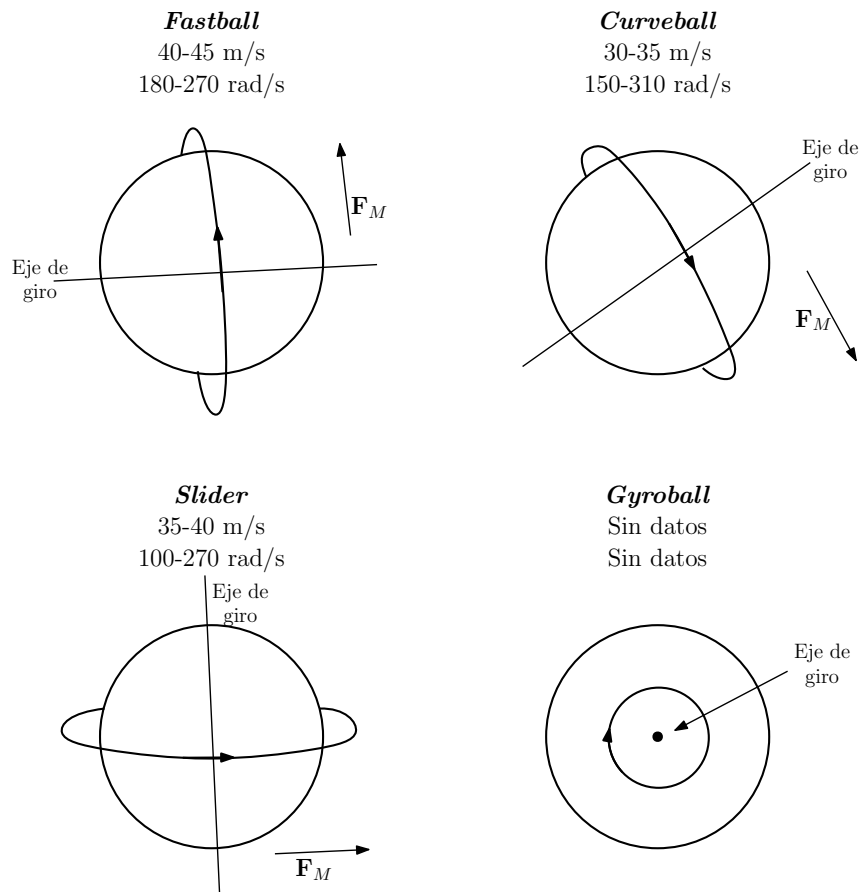 Fastball
40-45 m/s
180-270 rad/s
Eje de
giro
F_M
Curveball
30-35 m/s
150-310 rad/s
Eje de
giro
F_M
Slider
35-40 m/s
100-270 rad/s
Eje de
giro
F_M
Gyroball
Sin datos
Sin datos
Eje de
giro